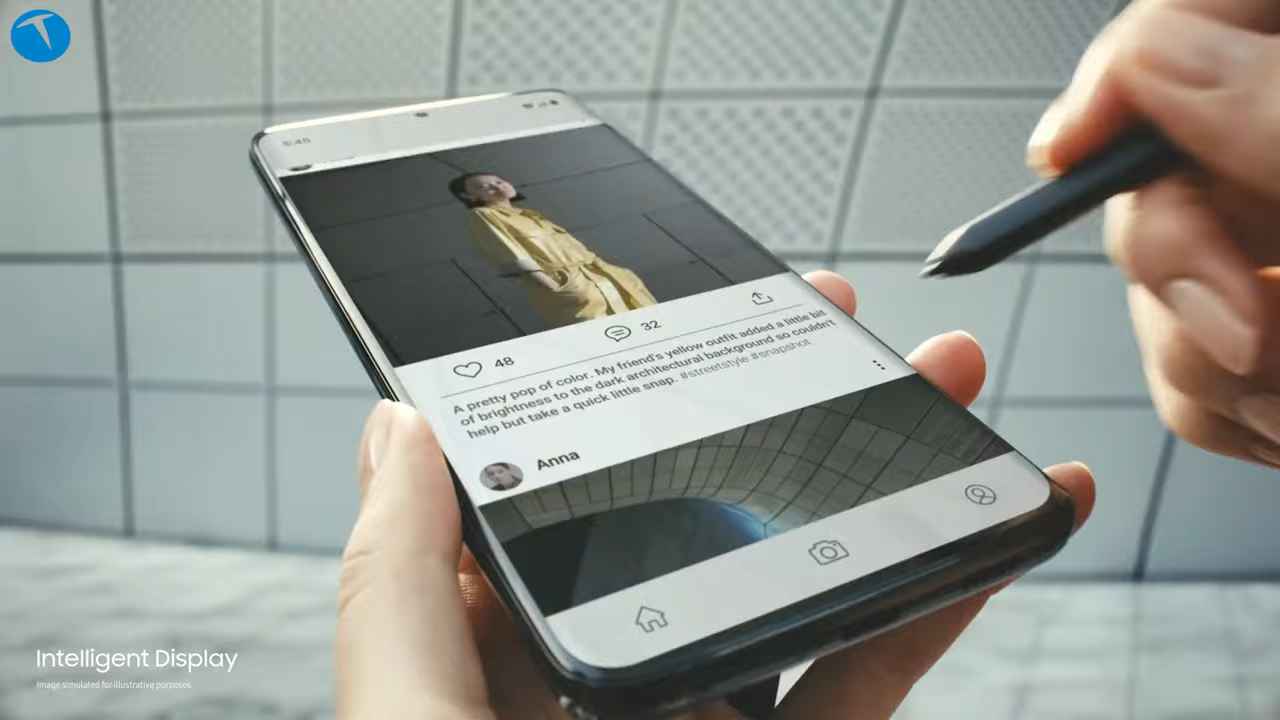 5:45
48
32
A pretty pop of color. My friend's yellow outfit added a little bit
of brightness to the dark architectural background so couldn't
help but take a quick little snap. #streetstyle #snapshot
Anna
Intelligent Display
Image simulated for illustrative purposes.